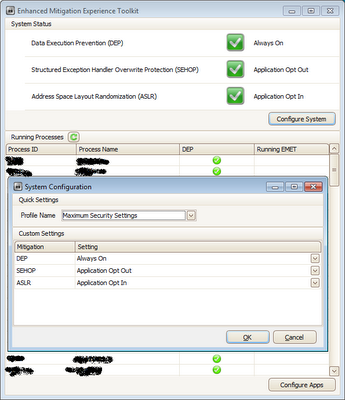 Enhanced Mitigation Experience Toolkit
System Status
Data Execution Prevention (DEP) Always On
Structured Exception Handler Overwrite Protection (SEHOP) Application Opt Out
Address Space Layout Randomization (ASLR) Application Opt In
Configure System
Running Processes
Process ID Process Name DEP Running EMET
System Configuration
Quick Settings
Profile Name Maximum Security Settings
Custom Settings
Mitigation Setting
DEP Always On
SEHOP Application Opt Out
ASLR Application Opt In
OK Cancel
Configure Apps